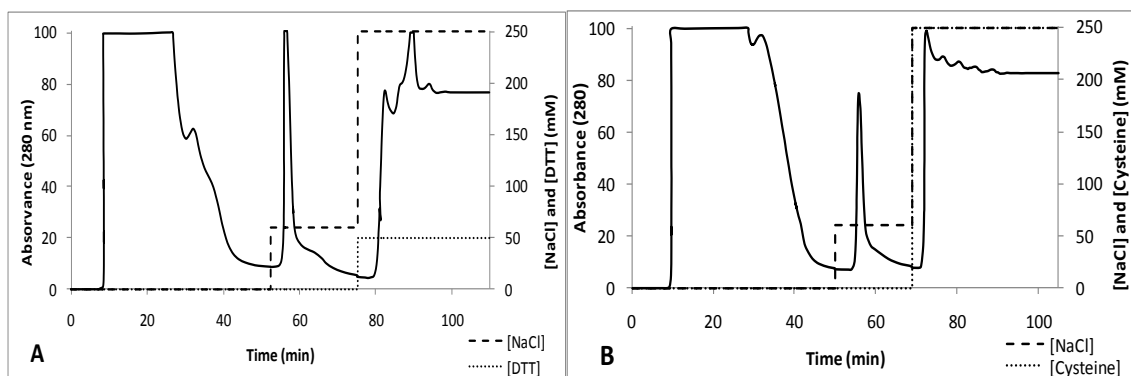 Absorvance (280 nm)
100
80
60
40
20
0
0 20 40 60 80 100
Time (min)
250
200
150
100
50
0
[NaCl] and [DTT] (mM)
A
[NaCl]
[DTT]
Absorbance (280)
100
80
60
40
20
0
0 20 40 60 80 100
Time (min)
250
200
150
100
50
0
[NaCl] and [Cysteine] (mM)
B
[NaCl]
[Cysteine]